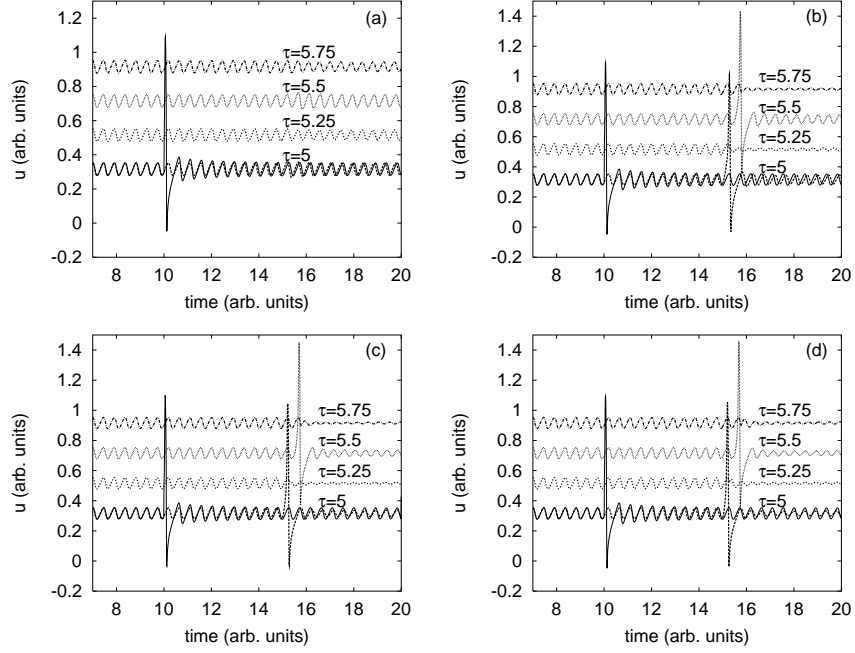 (a)
u (arb. units)
1.2
1
0.8
0.6
0.4
0.2
0
-0.2
τ=5.75
τ=5.5
τ=5.25
τ=5
8 10 12 14 16 18 20
time (arb. units)
(b)
u (arb. units)
1.4
1.2
1
0.8
0.6
0.4
0.2
0
-0.2
τ=5.75
τ=5.5
τ=5.25
τ=5
8 10 12 14 16 18 20
time (arb. units)
(c)
u (arb. units)
1.4
1.2
1
0.8
0.6
0.4
0.2
0
-0.2
τ=5.75
τ=5.5
τ=5.25
τ=5
8 10 12 14 16 18 20
time (arb. units)
(d)
u (arb. units)
1.4
1.2
1
0.8
0.6
0.4
0.2
0
-0.2
τ=5.75
τ=5.5
τ=5.25
τ=5
8 10 12 14 16 18 20
time (arb. units)